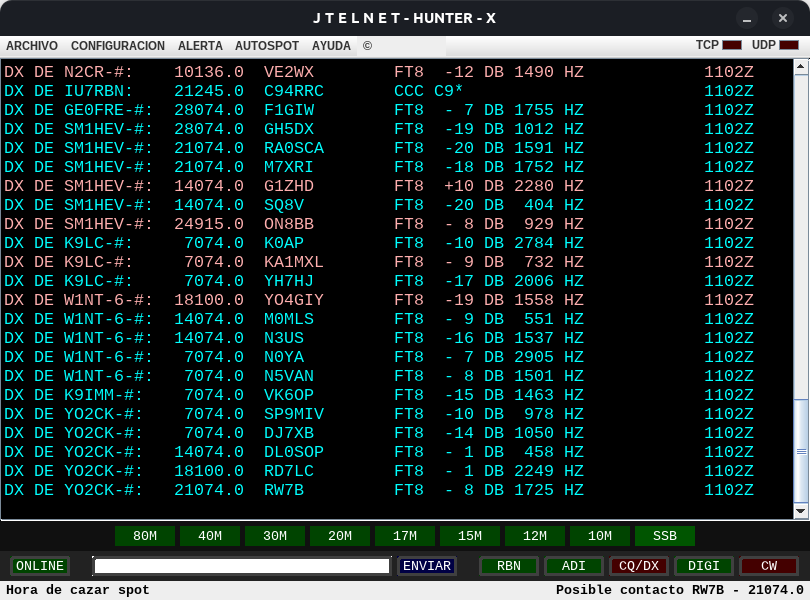 J T E L N E T - HUNTER - X
ARCHIVO CONFIGURACION ALERTA AUTOSPOT AYUDA © TCP UDP
DX DE N2CR-#: 10136.0 VE2WX FT8 -12 DB 1490 HZ 1102Z
DX DE IU7RBN: 21245.0 C94RRC CCC C9* 1102Z
DX DE GE0FRE-#: 28074.0 F1GIW FT8 - 7 DB 1755 HZ 1102Z
DX DE SM1HEV-#: 28074.0 GH5DX FT8 -19 DB 1012 HZ 1102Z
DX DE SM1HEV-#: 21074.0 RA0SCA FT8 -20 DB 1591 HZ 1102Z
DX DE SM1HEV-#: 21074.0 M7XRI FT8 -18 DB 1752 HZ 1102Z
DX DE SM1HEV-#: 14074.0 G1ZHD FT8 +10 DB 2280 HZ 1102Z
DX DE SM1HEV-#: 14074.0 SQ8V FT8 -20 DB 404 HZ 1102Z
DX DE SM1HEV-#: 24915.0 ON8BB FT8 - 8 DB 929 HZ 1102Z
DX DE K9LC-#: 7074.0 K0AP FT8 -10 DB 2784 HZ 1102Z
DX DE K9LC-#: 7074.0 KA1MXL FT8 - 9 DB 732 HZ 1102Z
DX DE K9LC-#: 7074.0 YH7HJ FT8 -17 DB 2006 HZ 1102Z
DX DE W1NT-6-#: 18100.0 YO4GIY FT8 -19 DB 1558 HZ 1102Z
DX DE W1NT-6-#: 14074.0 M0MLS FT8 - 9 DB 551 HZ 1102Z
DX DE W1NT-6-#: 14074.0 N3US FT8 -16 DB 1537 HZ 1102Z
DX DE W1NT-6-#: 7074.0 N0YA FT8 - 7 DB 2905 HZ 1102Z
DX DE W1NT-6-#: 7074.0 N5VAN FT8 - 8 DB 1501 HZ 1102Z
DX DE K9IMM-#: 7074.0 VK6OP FT8 -15 DB 1463 HZ 1102Z
DX DE YO2CK-#: 7074.0 SP9MIV FT8 -10 DB 978 HZ 1102Z
DX DE YO2CK-#: 7074.0 DJ7XB FT8 -14 DB 1050 HZ 1102Z
DX DE YO2CK-#: 14074.0 DL0SOP FT8 - 1 DB 458 HZ 1102Z
DX DE YO2CK-#: 18100.0 RD7LC FT8 - 1 DB 2249 HZ 1102Z
DX DE YO2CK-#: 21074.0 RW7B FT8 - 8 DB 1725 HZ 1102Z
80M 40M 30M 20M 17M 15M 12M 10M SSB
ONLINE ENVIAR RBN ADI CQ/DX DIGI CW
Hora de cazar spot Posible contacto RW7B - 21074.0